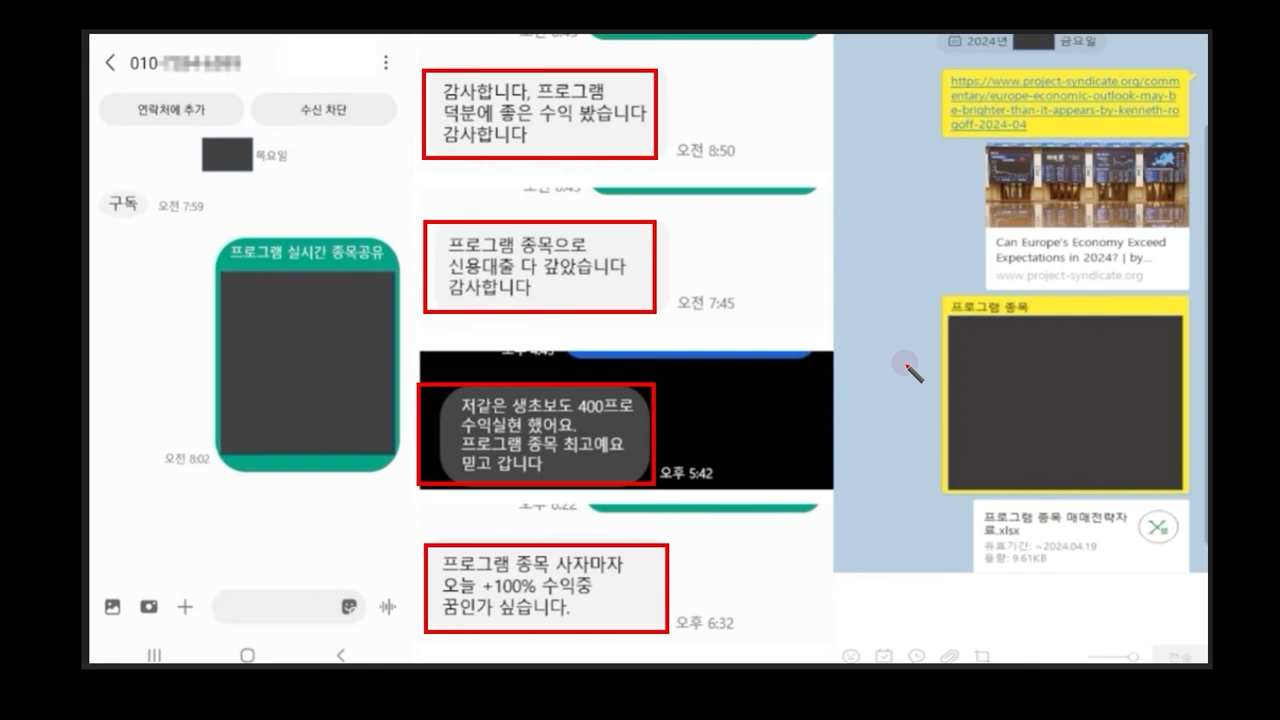 010
연락처에 추가
수신 차단
목요일
구독
오전 7:59
프로그램 실시간 종목공유
오전 8:02
감사합니다, 프로그램
덕분에 좋은 수익 봤습니다
감사합니다
오전 8:50
프로그램 종목으로
신용대출 다 갚았습니다
감사합니다
오전 7:45
저같은 생초보도 400프로
수익실현 했어요.
프로그램 종목 최고예요
믿고 갑니다
오후 5:42
프로그램 종목 사자마자
오늘 +100% 수익중
꿈인가 싶습니다.
오후 6:32
2024년
금요일
https://www.project-syndicate.org/comm
entary/europe-economic-outlook-may-b
e-brighter-than-it-appears-by-kenneth-ro
goff-2024-04
Can Europe's Economy Exceed
Expectations in 2024? | by...
www.project-syndicate.org
프로그램 종목
프로그램 종목 매매전략자
료.xlsx
유효기간: ~2024.04.19
용량: 9.61KB
전송